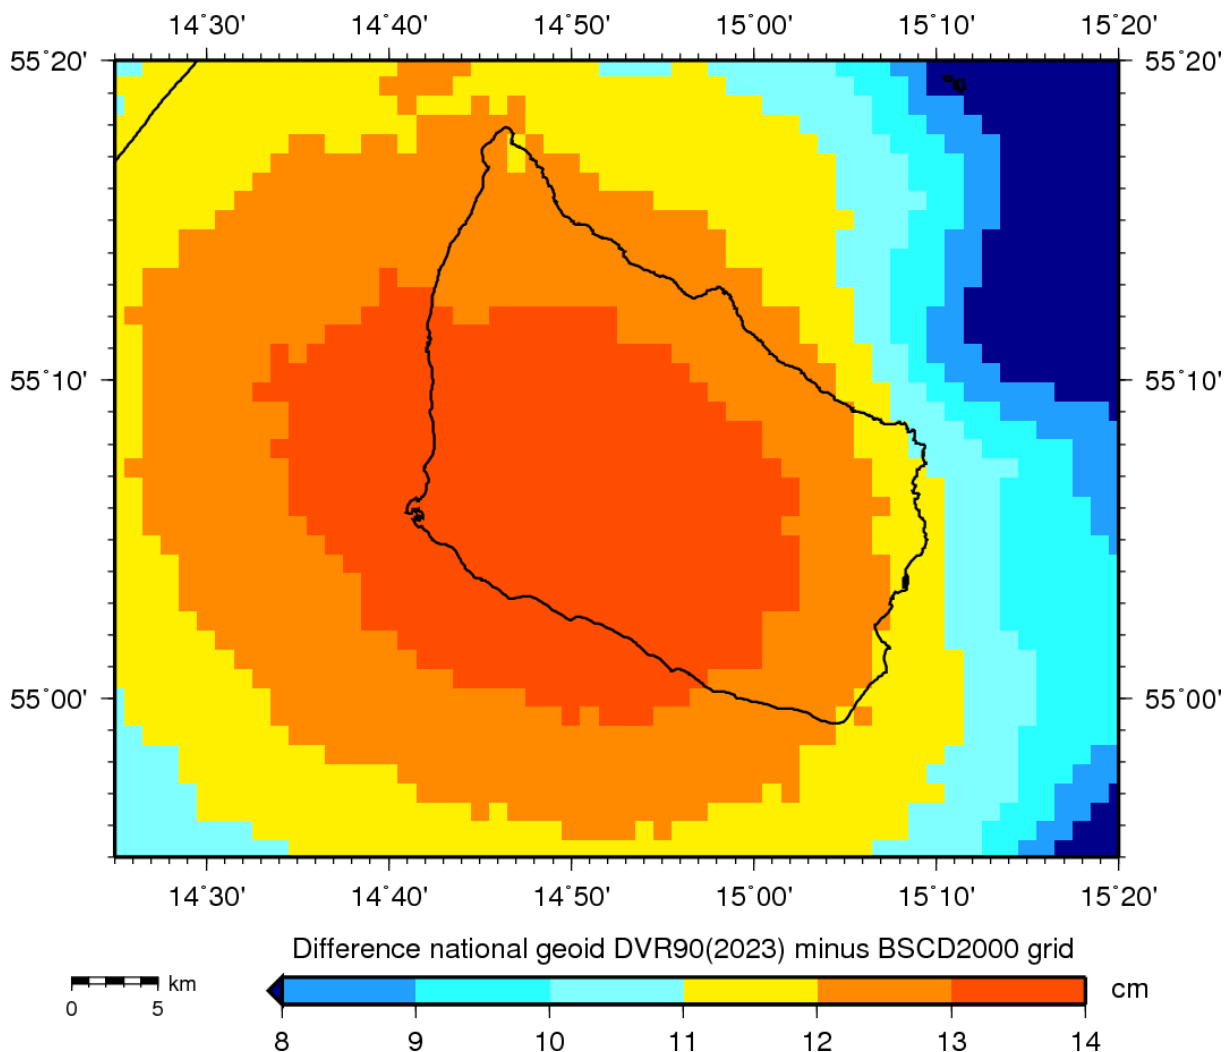 14°30' 14°40' 14°50' 15°00' 15°10' 15°20'
55°20' 55°20'
55°10' 55°10'
55°00' 55°00'
14°30' 14°40' 14°50' 15°00' 15°10' 15°20'
Difference national geoid DVR90(2023) minus BSCD2000 grid
km
0 5
cm
8 9 10 11 12 13 14